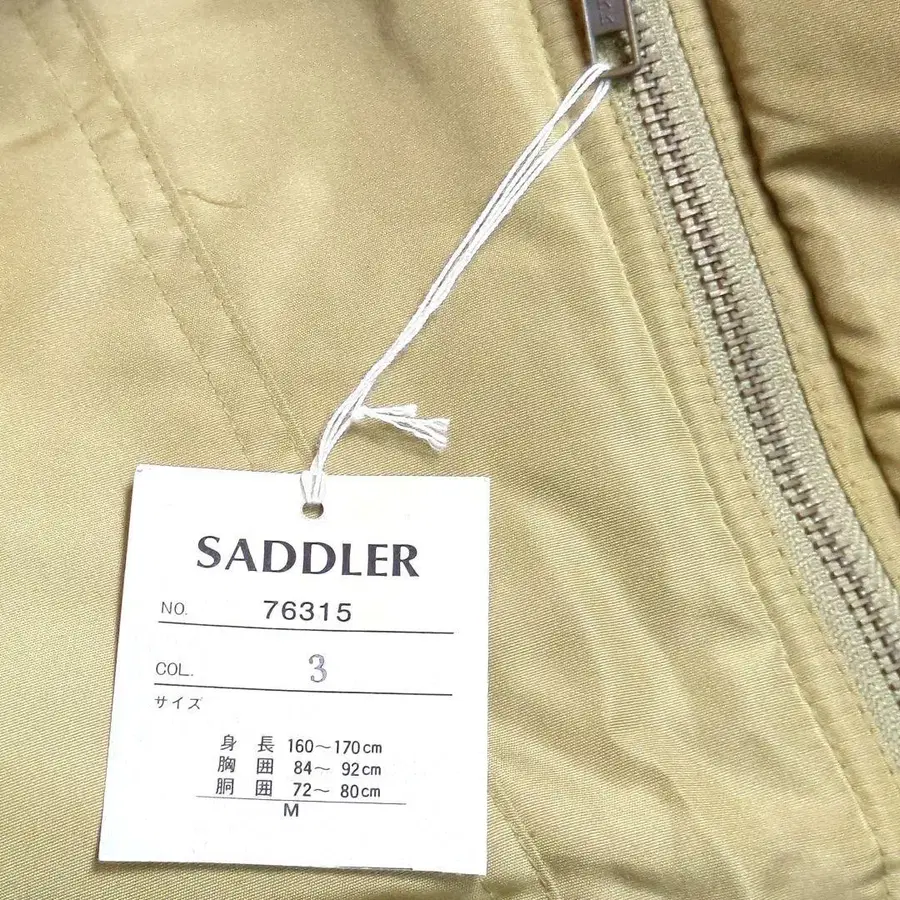 SADDLER
NO. 76315
COL. 3
サイズ
身 長 160～170cm
胸 囲 84～ 92cm
胴 囲 72～ 80cm
M